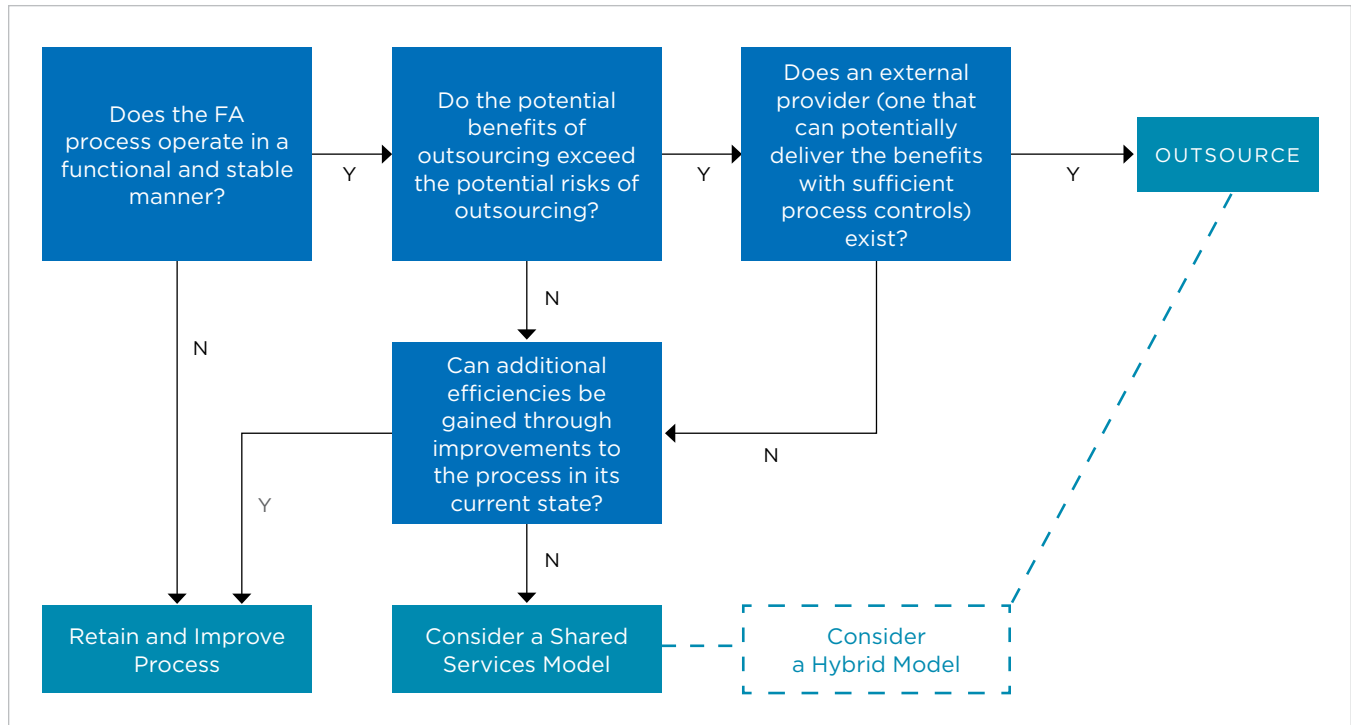 Does the FA
process operate in a
functional and stable
manner?
Y
Do the potential
benefits of
outsourcing exceed
the potential risks of
outsourcing?
Y
Does an external
provider (one that
can potentially
deliver the benefits
with sufficient
process controls)
exist?
Y
OUTSOURCE
N
N
N
Can additional
efficiencies be
gained through
improvements to
the process in its
current state?
Y
N
Retain and Improve
Process
Consider a Shared
Services Model
Consider
a Hybrid Model